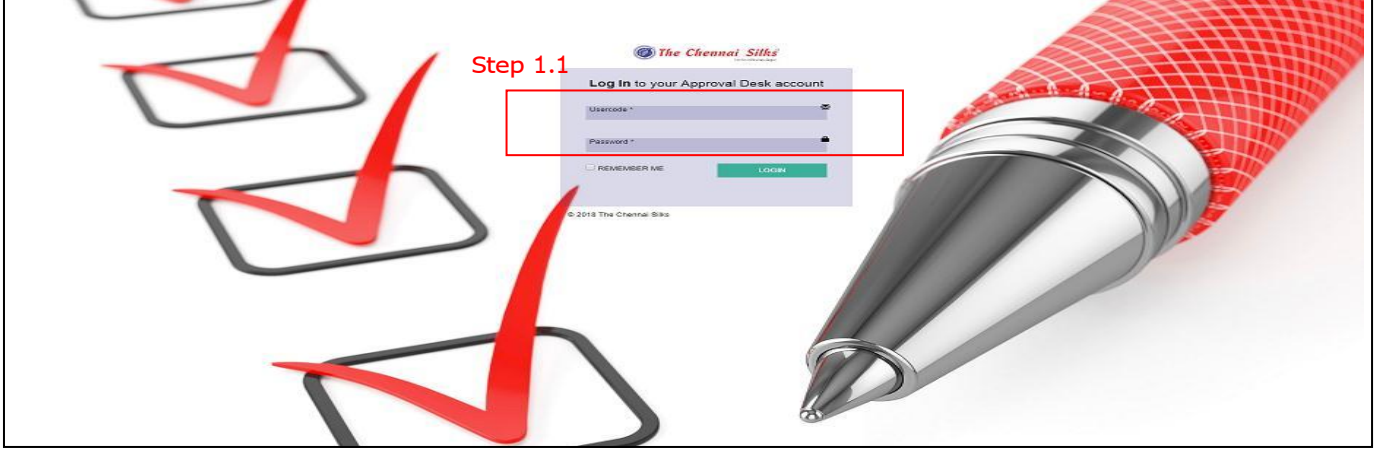 The Chennai Silks
Step 1.1
Log In to your Approval Desk account
Usercode *
Password *
REMEMBER ME
LOGIN
© 2018 The Chennai Silks